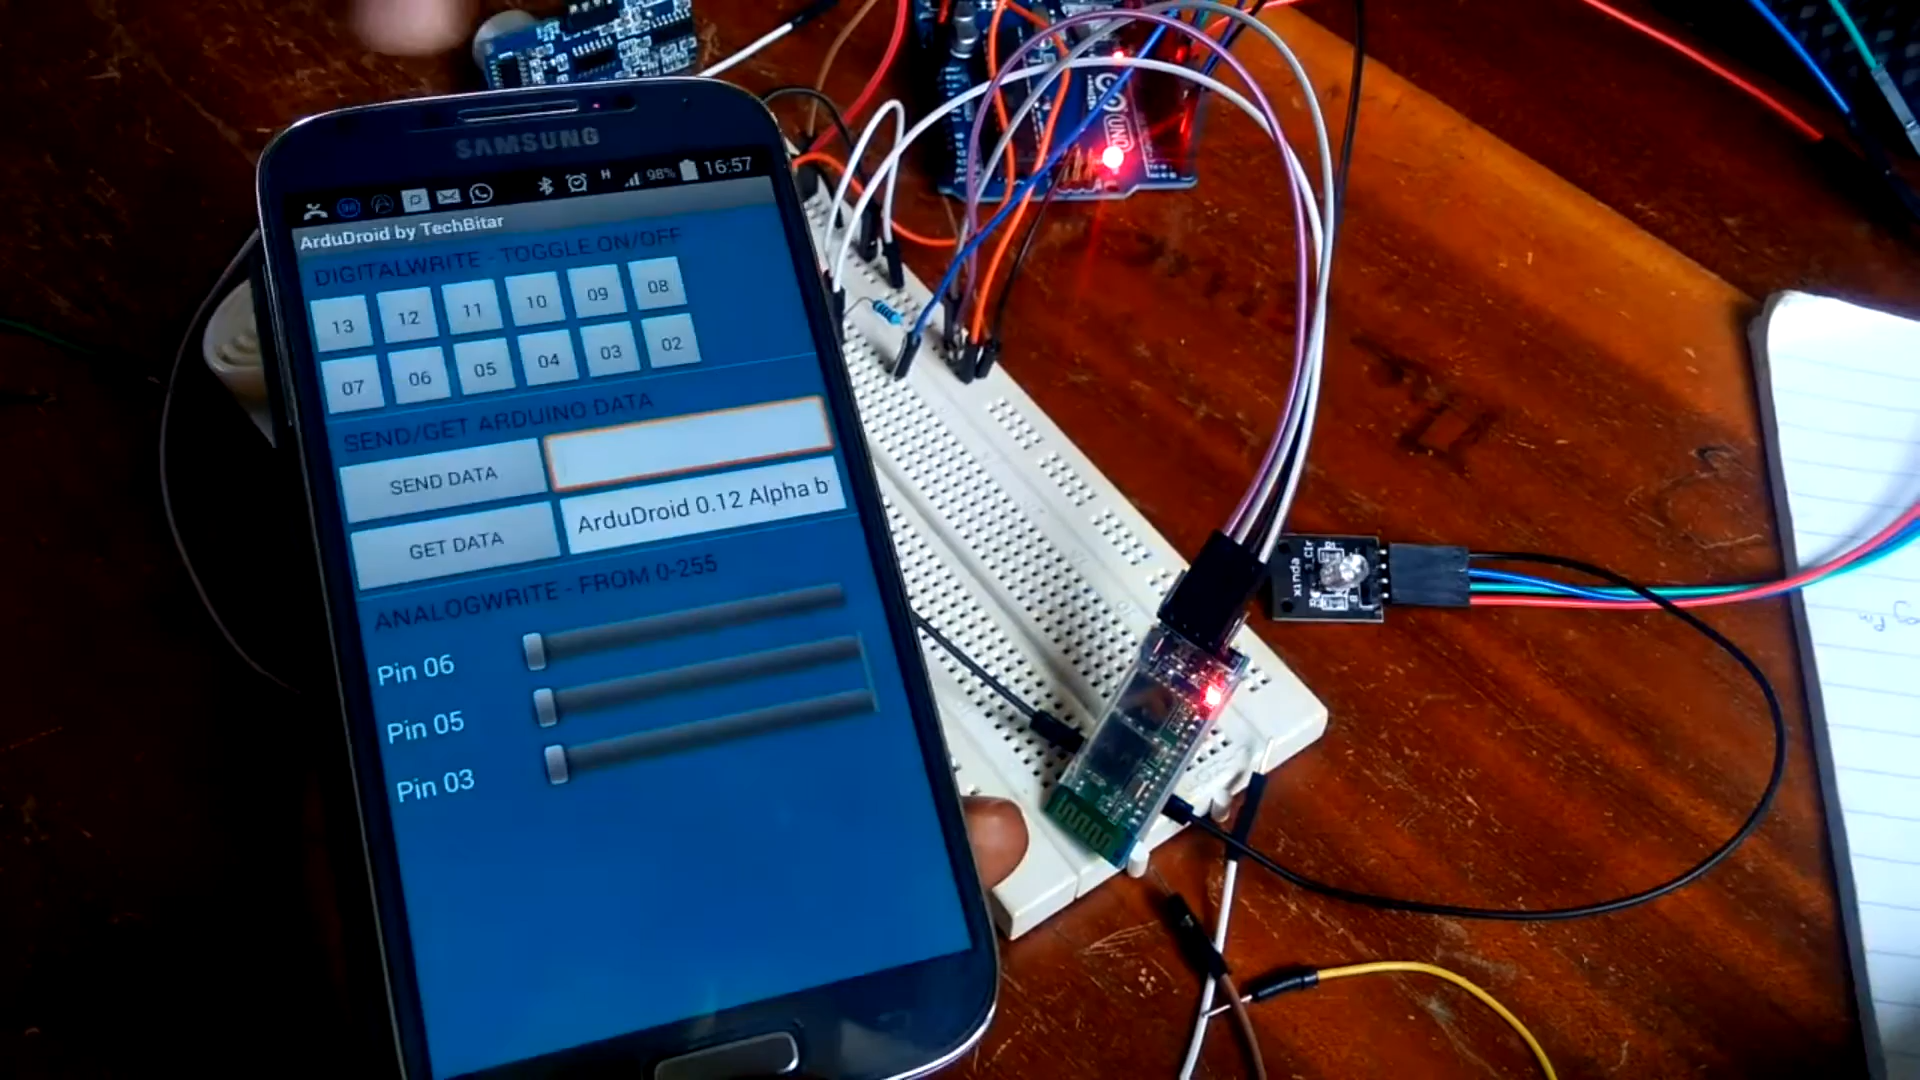 SAMSUNG
H 98% 16:57
ArduDroid by TechBitar
DIGITALWRITE - TOGGLE ON/OFF
13 12 11 10 09 08
07 06 05 04 03 02
SEND/GET ARDUINO DATA
SEND DATA
GET DATA
ArduDroid 0.12 Alpha b
ANALOGWRITE - FROM 0-255
Pin 06
Pin 05
Pin 03
UNO
xinda